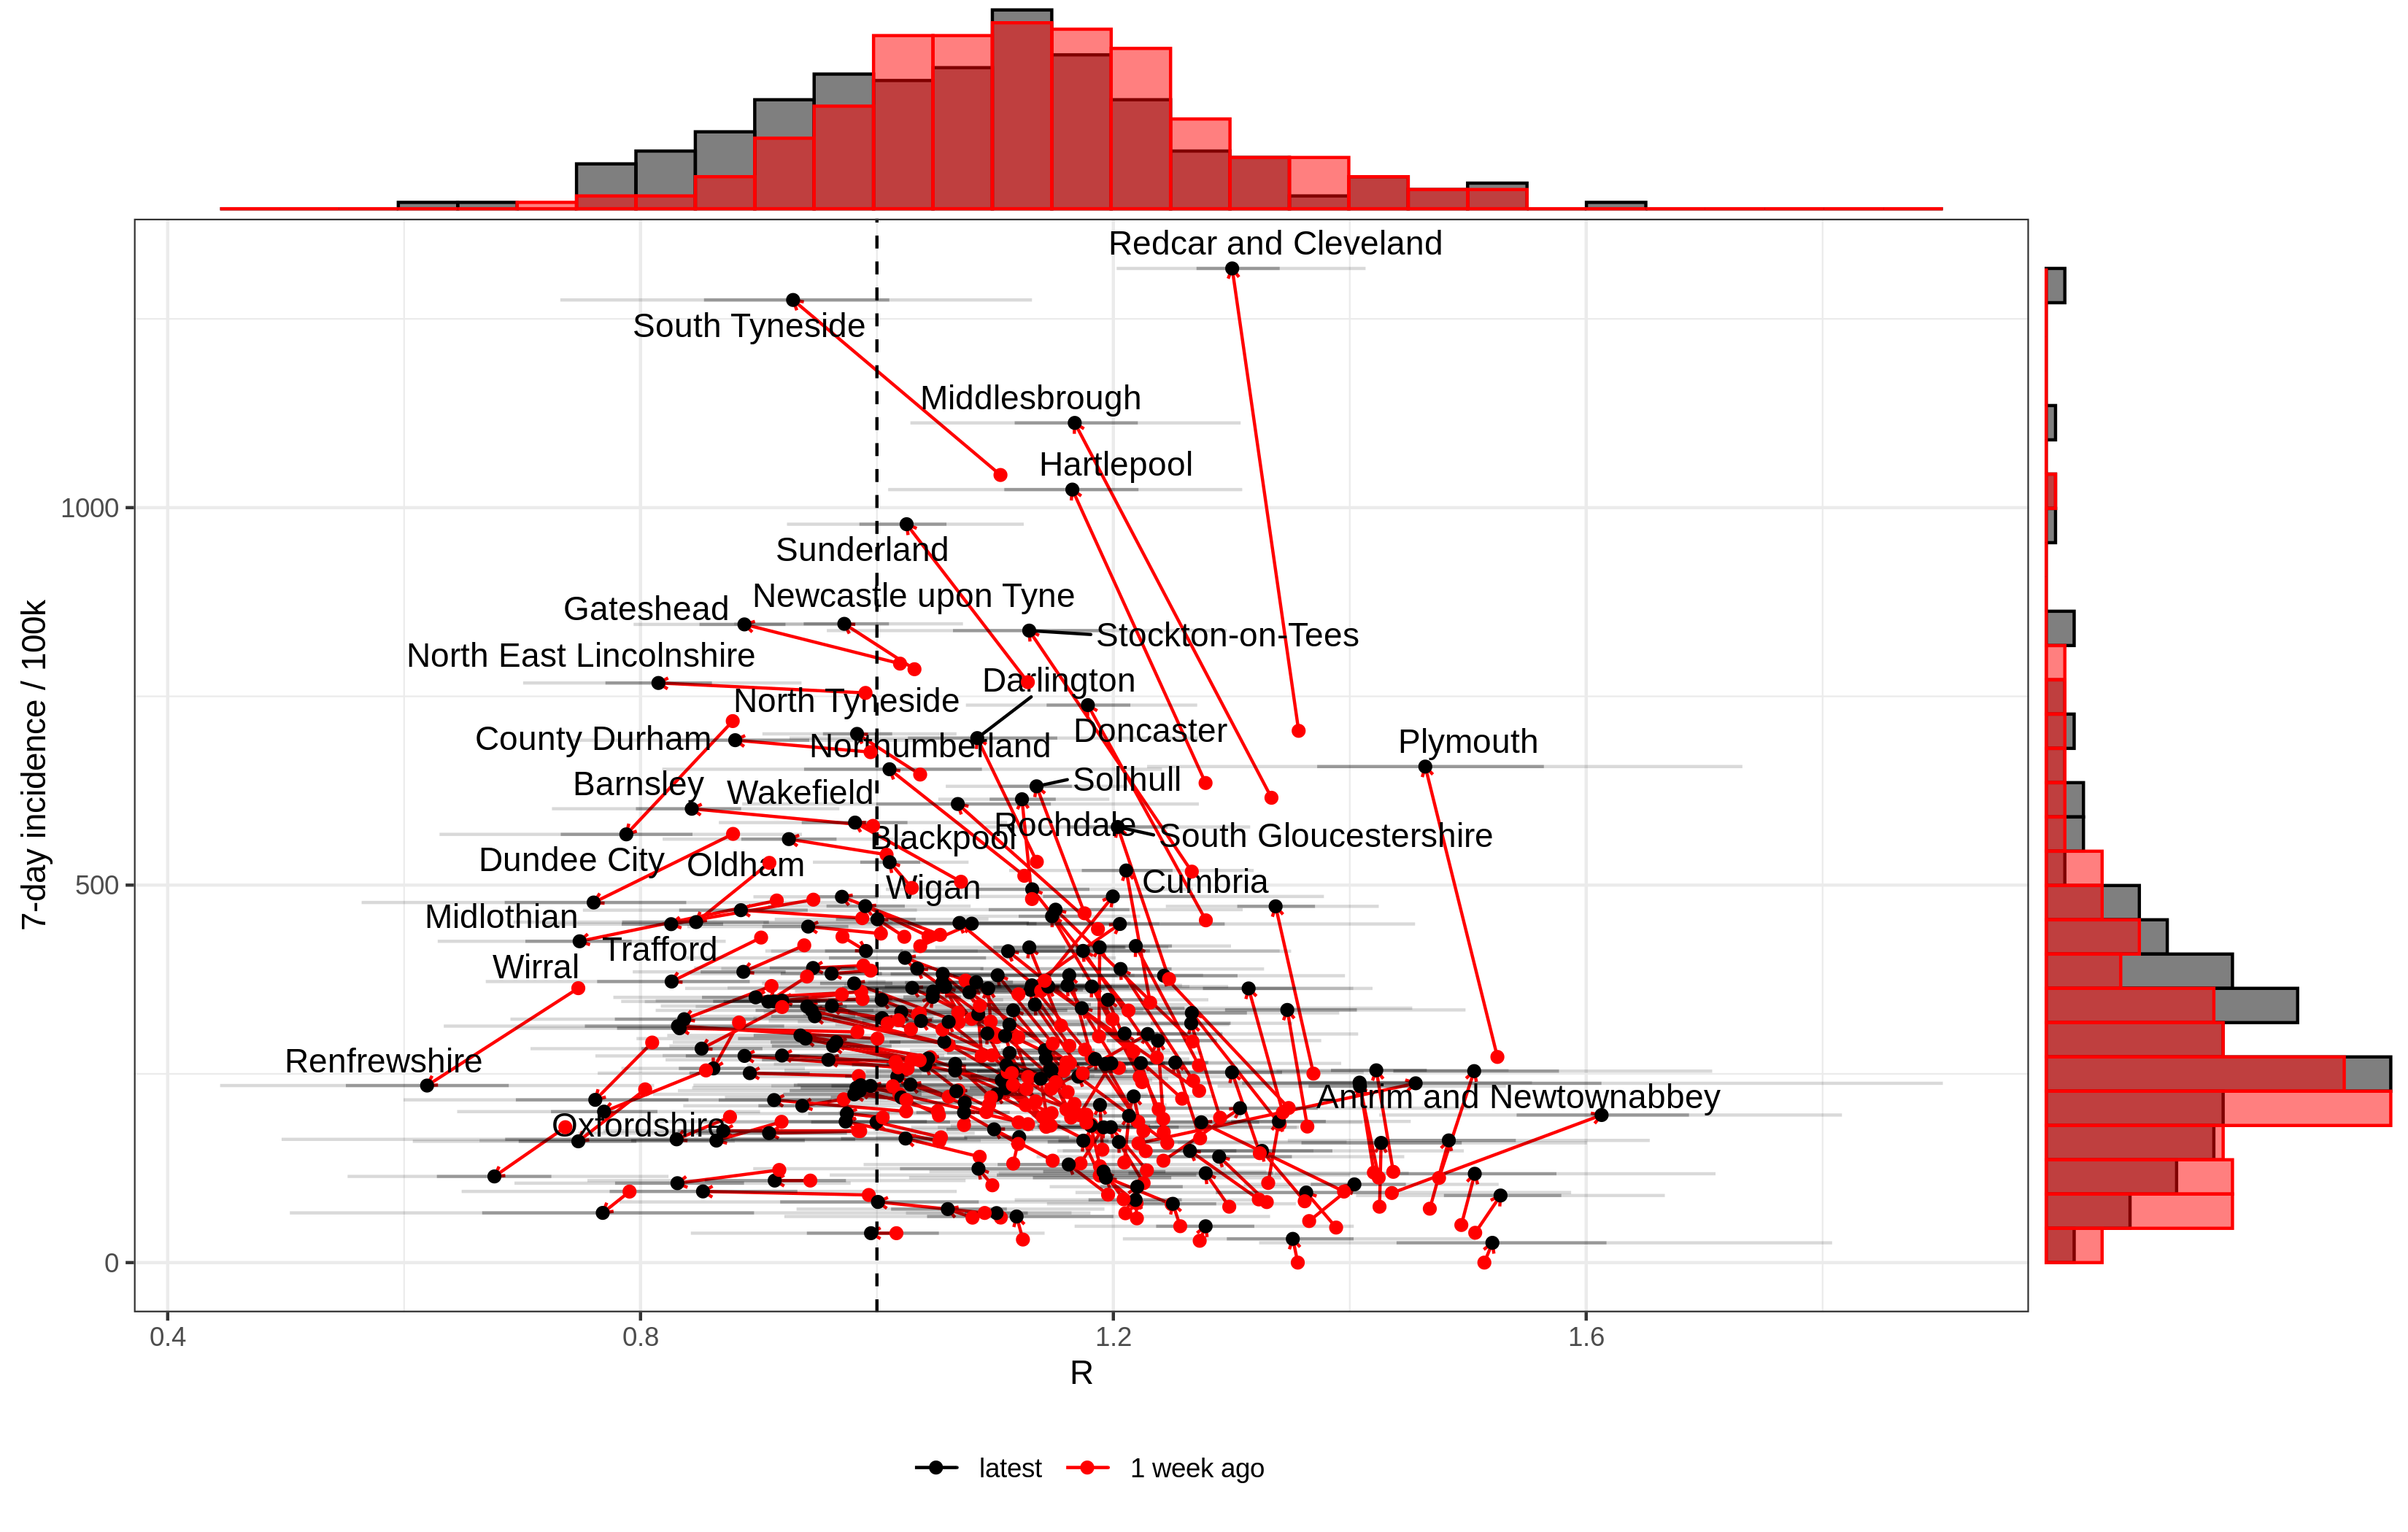 Redcar and Cleveland
South Tyneside
Middlesbrough
Hartlepool
1000
Sunderland
Newcastle upon Tyne
Gateshead
Stockton-on-Tees
North East Lincolnshire
Darlington
North Tyneside
Doncaster
County Durham
Northumberland
Plymouth
Solihull
Barnsley
Wakefield
Rochdale
South Gloucestershire
Blackpool
Dundee City
Oldham
500
Wigan
Cumbria
Midlothian
Trafford
Wirral
Renfrewshire
Antrim and Newtownabbey
Oxfordshire
0
7-day incidence / 100k
0.4 0.8 1.2 1.6
R
latest 1 week ago